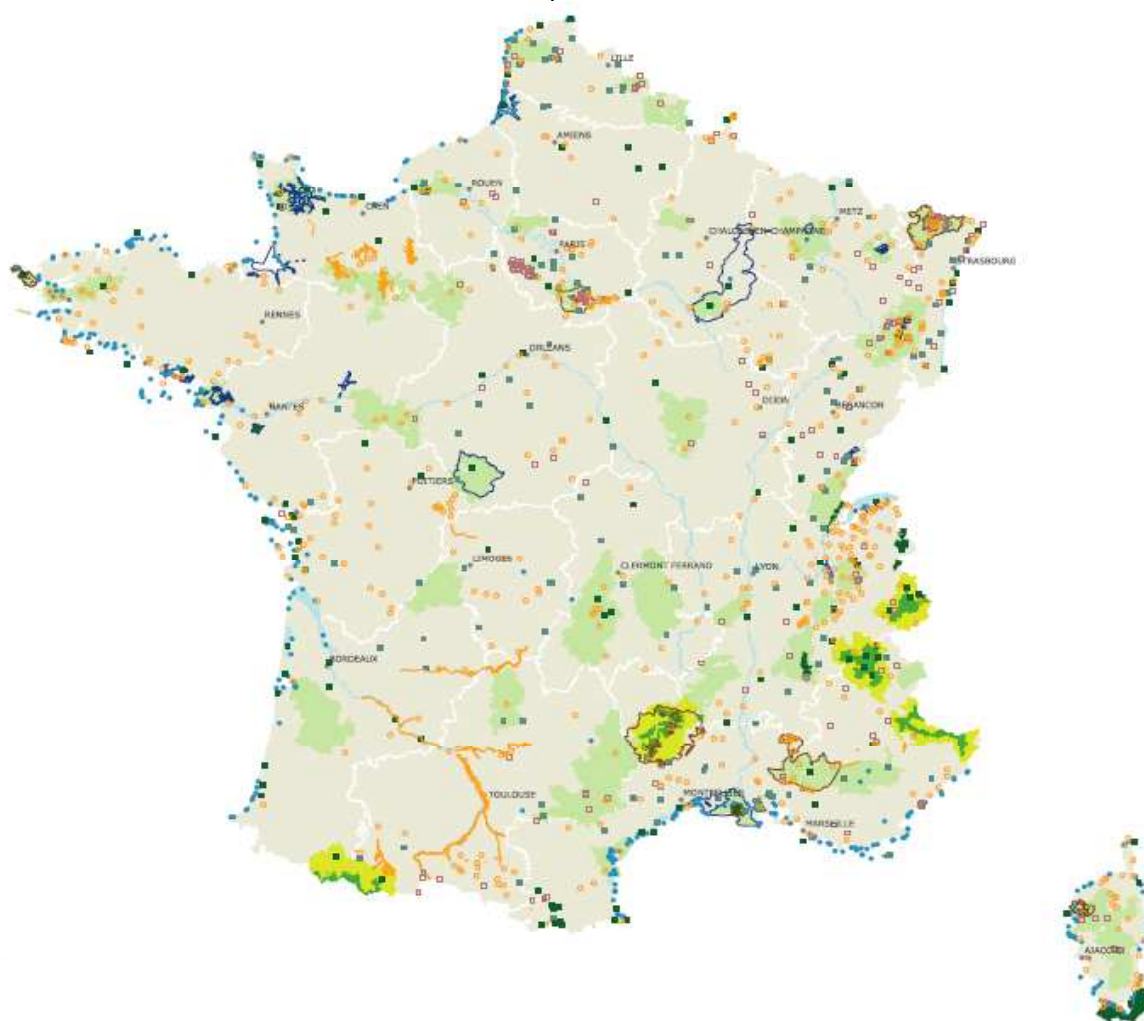 LILLE
AMIENS
ROUEN
METZ
CAEN
CHALONS-EN-CHAMPAGNE
PARIS
STRASBOURG
RENNES
ORLEANS
DIJON
BESANCON
NANTES
POITIERS
LIMOGES
CLERMONT FERRAND
LYON
BORDEAUX
TOULOUSE
MONTPELLIER
MARSEILLE
AJACCIO